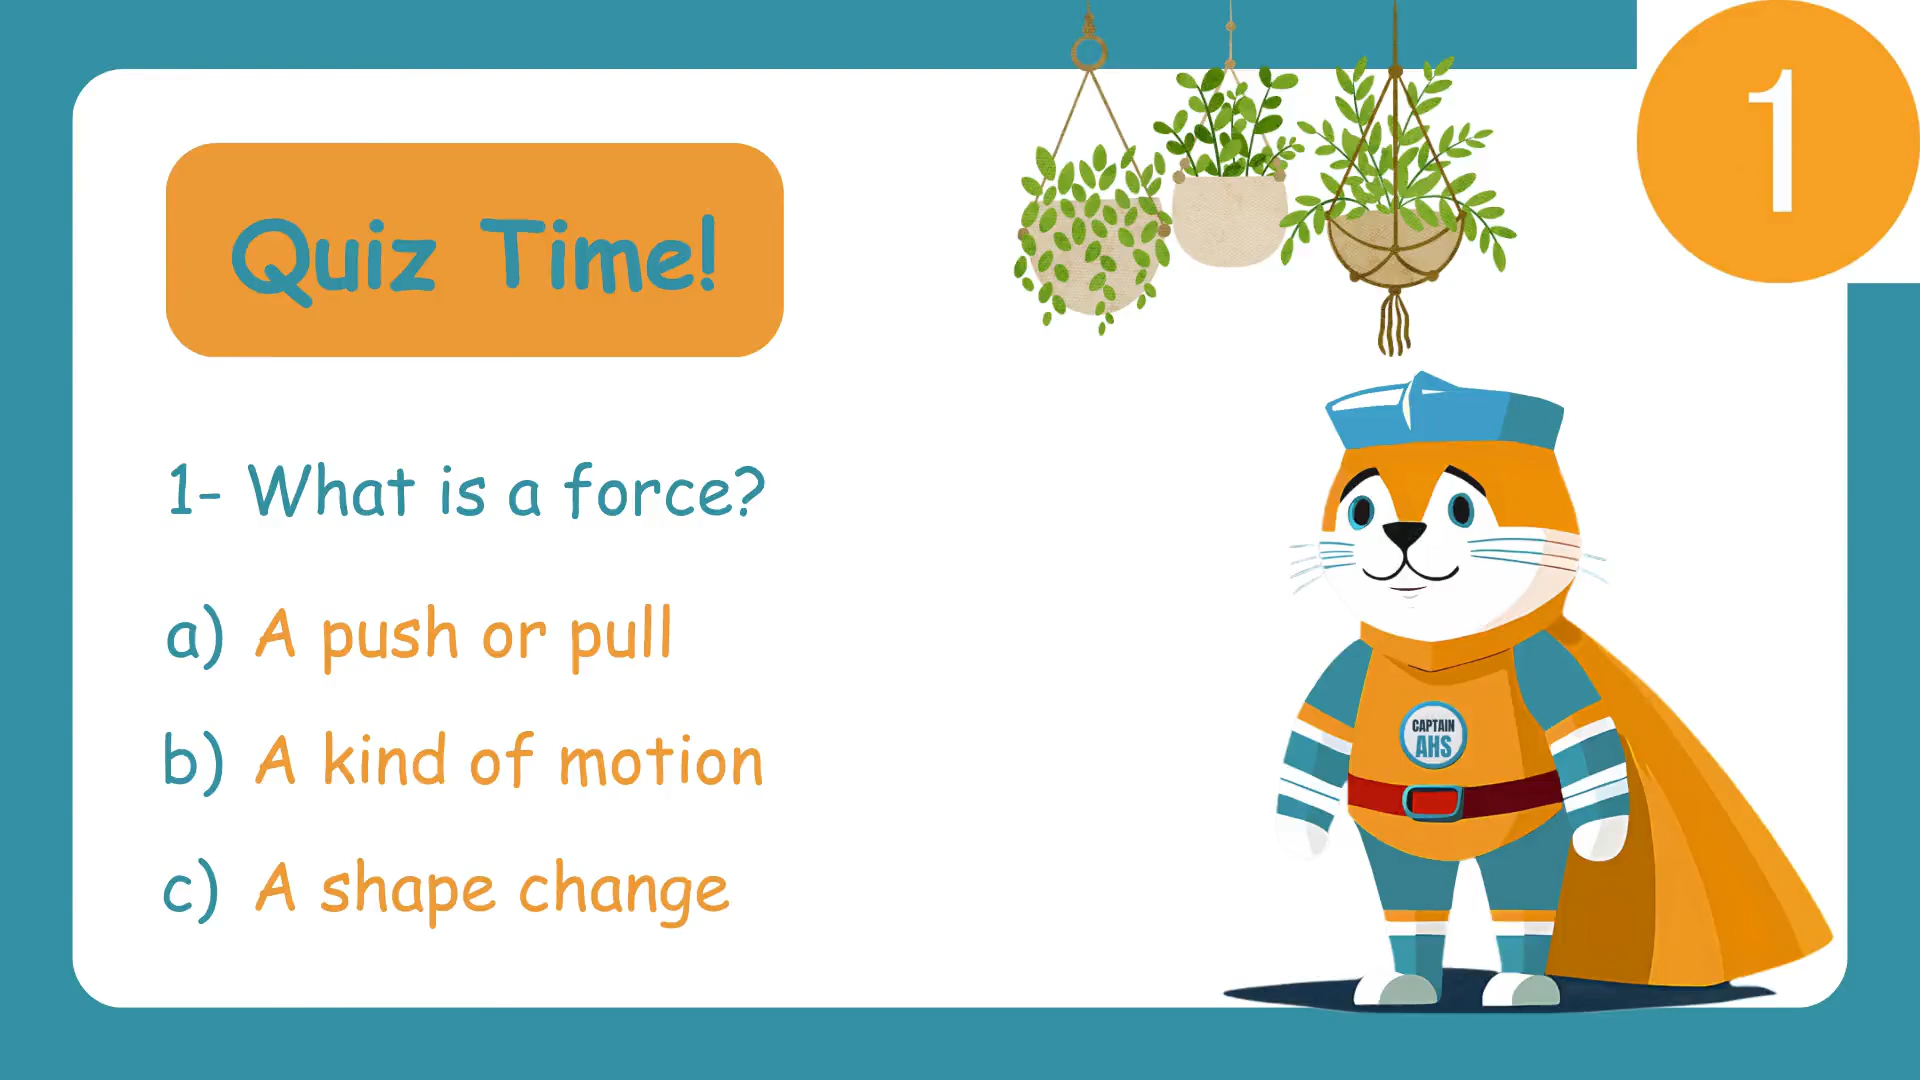 1
Quiz Time!
1- What is a force?
a) A push or pull
b) A kind of motion
c) A shape change
CAPTAIN
AHS